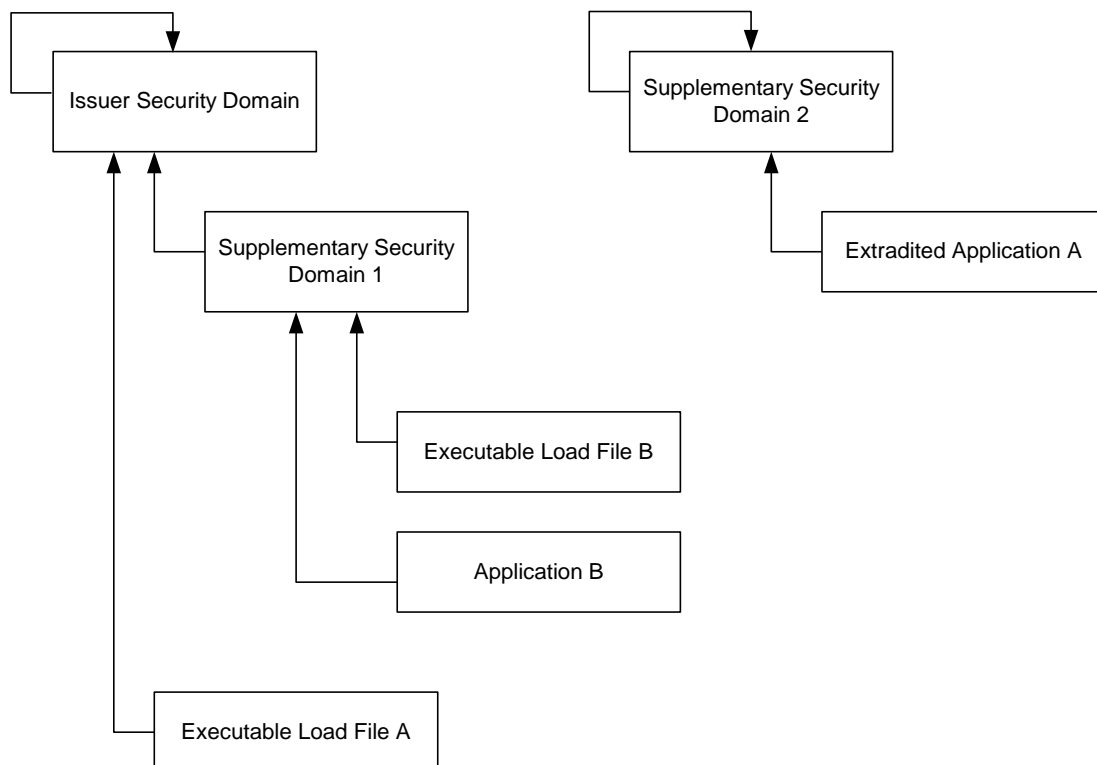 Issuer Security Domain
Supplementary Security
Domain 2
Supplementary Security
Domain 1
Extradited Application A
Executable Load File B
Application B
Executable Load File A